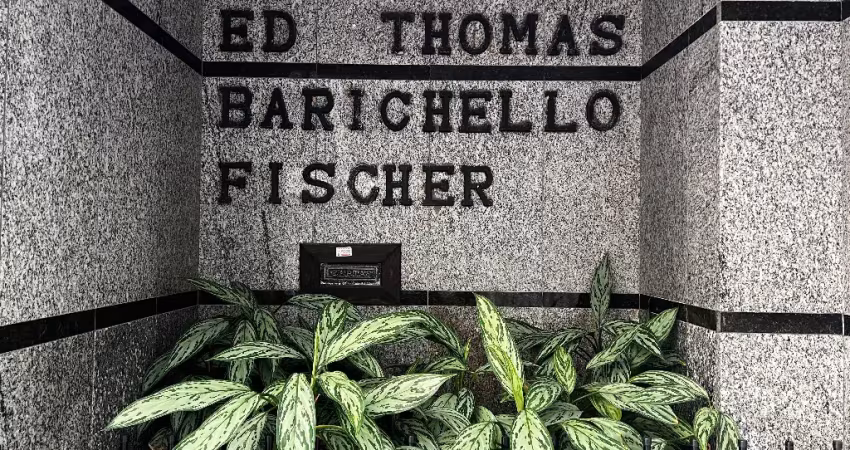 ED THOMAS
BARICHELLO
FISCHER